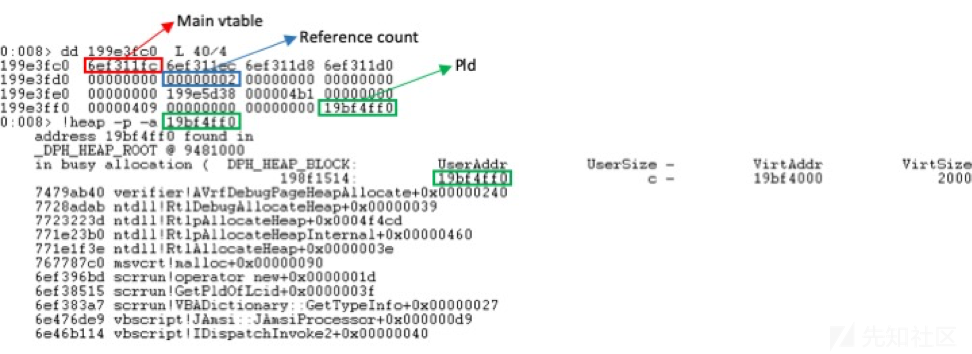 Main vtable
Reference count
0:008> dd 199e3fc0 L 40/4
199e3fc0 6ef311fc 6ef311ec 6ef311d8 6ef311d0
Pld
199e3fd0 00000000 00000002 00000000 00000000
199e3fe0 00000000 199e5d38 000004b1 00000000
199e3ff0 00000409 00000000 00000000 19bf4ff0
0:008> !heap -p -a 19bf4ff0
address 19bf4ff0 found in
_DPH_HEAP_ROOT @ 9481000
in busy allocation ( DPH_HEAP_BLOCK: UserAddr UserSize - VirtAddr VirtSize
198f1514: 19bf4ff0 c - 19bf4000 2000
7479ab40 verifier!AVrfDebugPageHeapAllocate+0x00000240
7728adab ntdll!RtlDebugAllocateHeap+0x00000039
7723223d ntdll!RtlpAllocateHeap+0x0004f4cd
771e23b0 ntdll!RtlpAllocateHeapInternal+0x00000460
771e1f3e ntdll!RtlAllocateHeap+0x0000003e
767787c0 msvcrt!malloc+0x00000090
6ef396bd scrrun!operator new+0x0000001d
6ef38515 scrrun!GetPldOfLcid+0x0000003f
6ef383a7 scrrun!VBADictionary::GetTypeInfo+0x00000027
6e476de9 vbscript!JAmsi::JAmsiProcessor+0x000000d9
6e46b114 vbscript!IDispatchInvoke2+0x00000040
先知社区